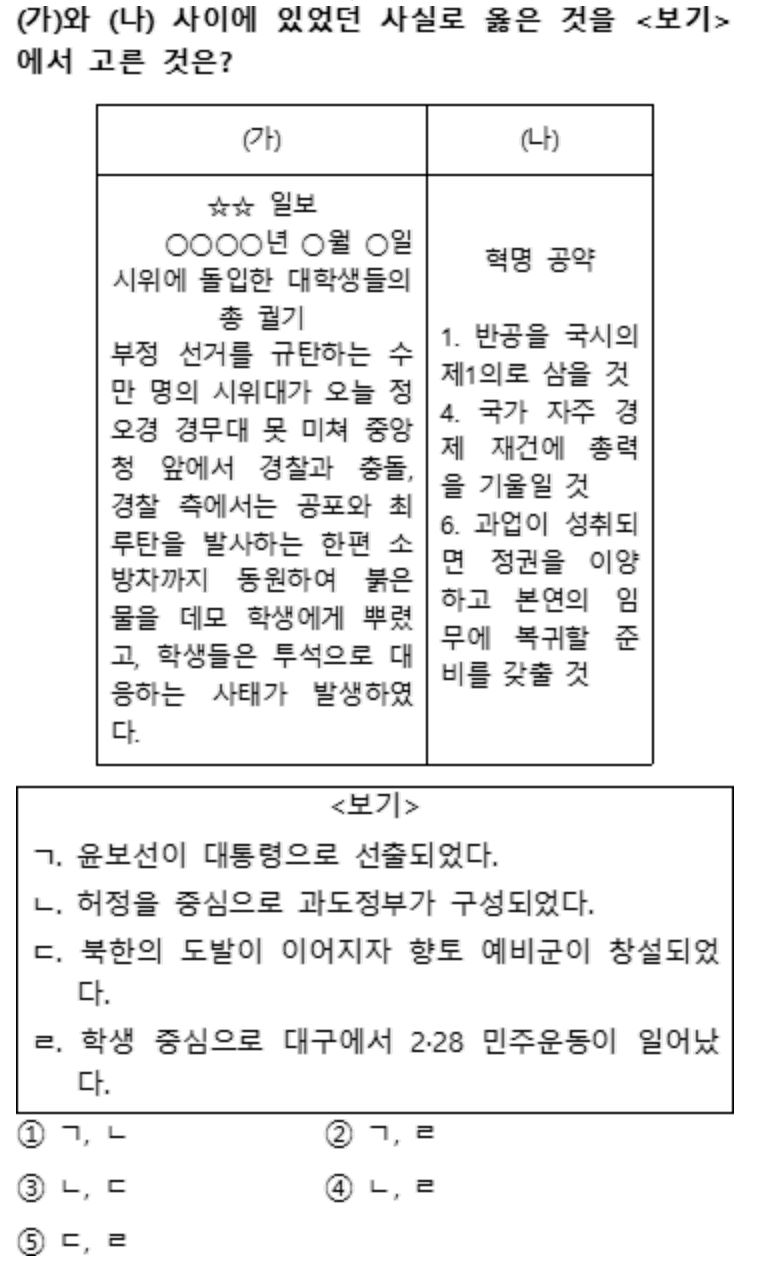 (가)와 (나) 사이에 있었던 사실로 옳은 것을 <보기>
에서 고른 것은?
(가)
(나)
☆☆ 일보
○○○○년 ○월 ○일
시위에 돌입한 대학생들의
총 궐기
부정 선거를 규탄하는 수
만 명의 시위대가 오늘 정
오경 경무대 못 미쳐 중앙
청 앞에서 경찰과 충돌,
경찰 측에서는 공포와 최
루탄을 발사하는 한편 소
방차까지 동원하여 붉은
물을 데모 학생에게 뿌렸
고, 학생들은 투석으로 대
응하는 사태가 발생하였
다.
혁명 공약
1. 반공을 국시의
제1의로 삼을 것
4. 국가 자주 경
제 재건에 총력
을 기울일 것
6. 과업이 성취되
면 정권을 이양
하고 본연의 임
무에 복귀할 준
비를 갖출 것
<보기>
ㄱ. 윤보선이 대통령으로 선출되었다.
ㄴ. 허정을 중심으로 과도정부가 구성되었다.
ㄷ. 북한의 도발이 이어지자 향토 예비군이 창설되었
다.
ㄹ. 학생 중심으로 대구에서 2·28 민주운동이 일어났
다.
① ㄱ, ㄴ ② ㄱ, ㄹ
③ ㄴ, ㄷ ④ ㄴ, ㄹ
⑤ ㄷ, ㄹ